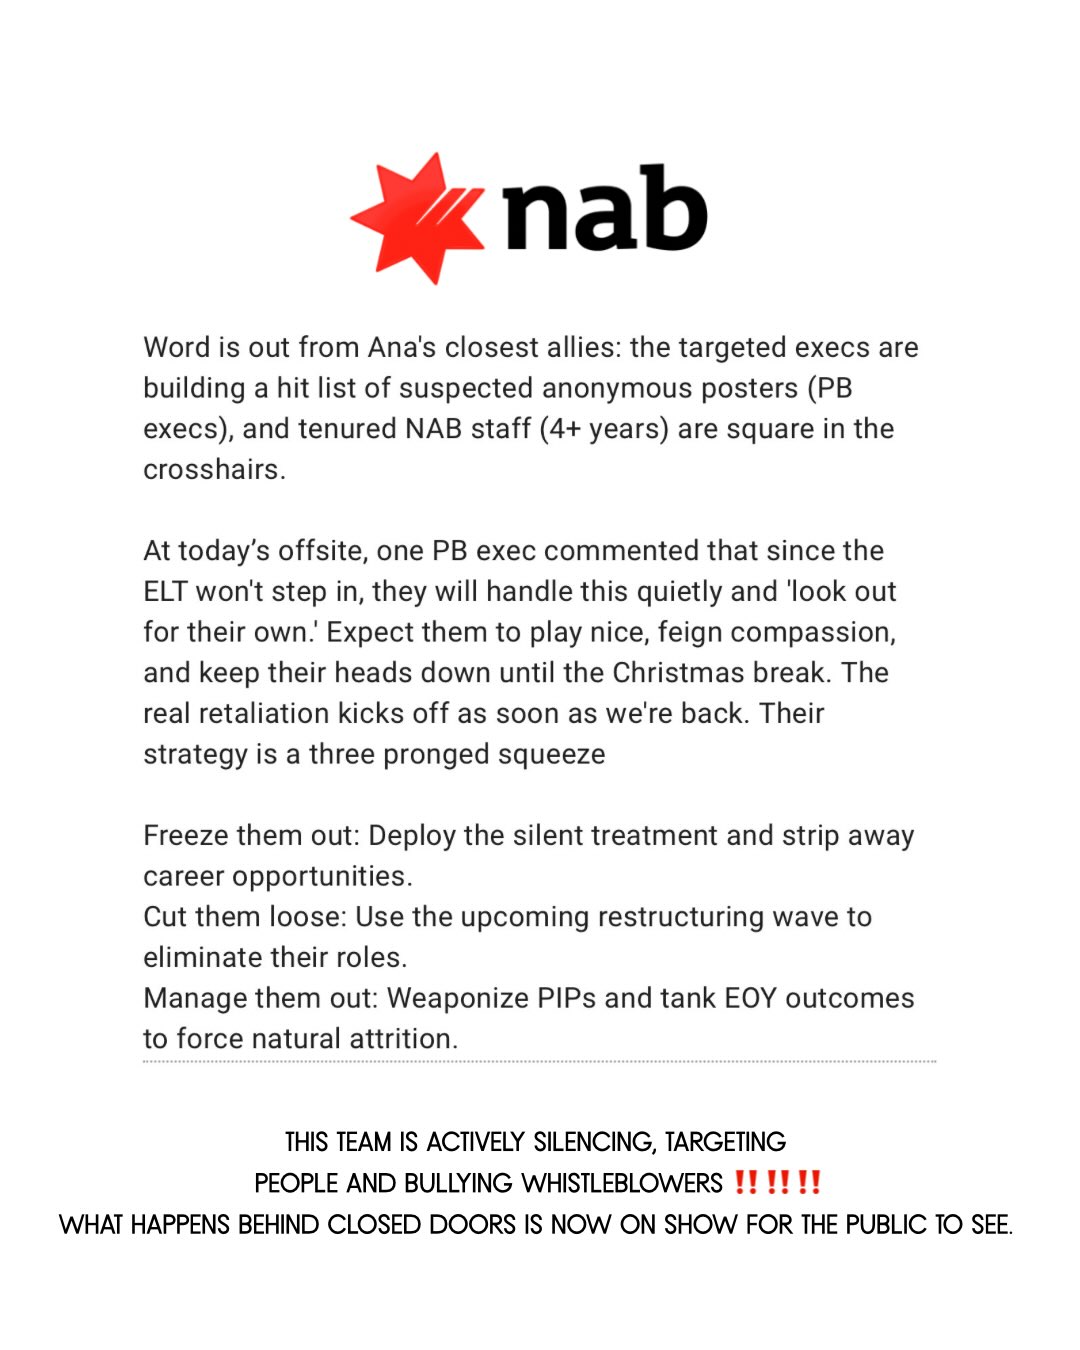 nab
Word is out from Ana's closest allies: the targeted execs are
building a hit list of suspected anonymous posters (PB
execs), and tenured NAB staff (4+ years) are square in the
crosshairs.
At today’s offsite, one PB exec commented that since the
ELT won't step in, they will handle this quietly and 'look out
for their own.' Expect them to play nice, feign compassion,
and keep their heads down until the Christmas break. The
real retaliation kicks off as soon as we're back. Their
strategy is a three pronged squeeze
Freeze them out: Deploy the silent treatment and strip away
career opportunities.
Cut them loose: Use the upcoming restructuring wave to
eliminate their roles.
Manage them out: Weaponize PIPs and tank EOY outcomes
to force natural attrition.
THIS TEAM IS ACTIVELY SILENCING, TARGETING
PEOPLE AND BULLYING WHISTLEBLOWERS ‼️‼️‼️
WHAT HAPPENS BEHIND CLOSED DOORS IS NOW ON SHOW FOR THE PUBLIC TO SEE.